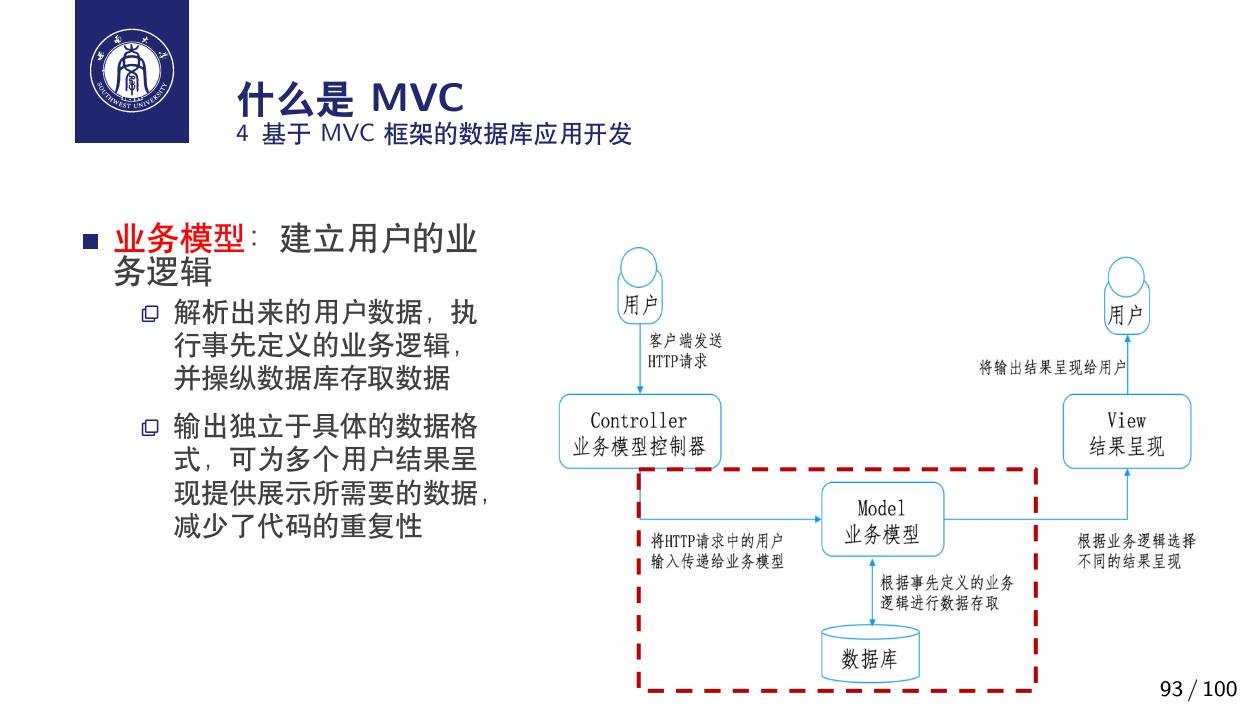 西南大学
SOUTHWEST UNIVERSITY
什么是 MVC
4 基于 MVC 框架的数据库应用开发
业务模型：建立用户的业
务逻辑
解析出来的用户数据，执
行事先定义的业务逻辑，
并操纵数据库存取数据
输出独立于具体的数据格
式，可为多个用户结果呈
现提供展示所需要的数据，
减少了代码的重复性
用户
客户端发送
HTTP请求
Controller
业务模型控制器
将HTTP请求中的用户
输入传递给业务模型
Model
业务模型
根据事先定义的业务
逻辑进行数据存取
数据库
用户
将输出结果呈现给用户
View
结果呈现
根据业务逻辑选择
不同的结果呈现
93 / 100